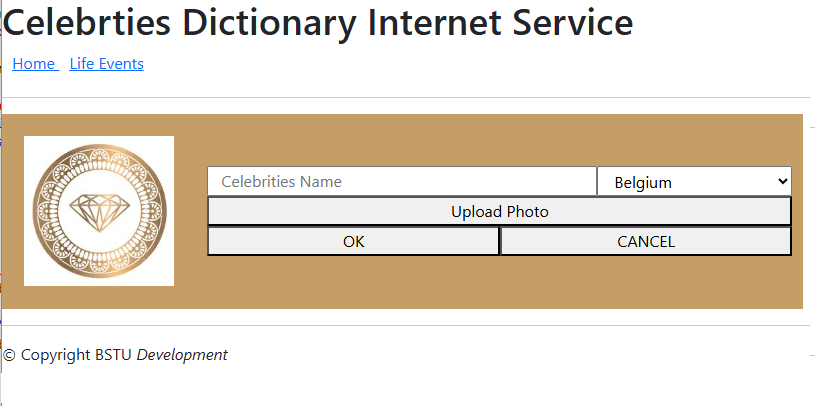 Celebrties Dictionary Internet Service
Home Life Events
Celebrities Name Belgium
Upload Photo
OK CANCEL
© Copyright BSTU Development